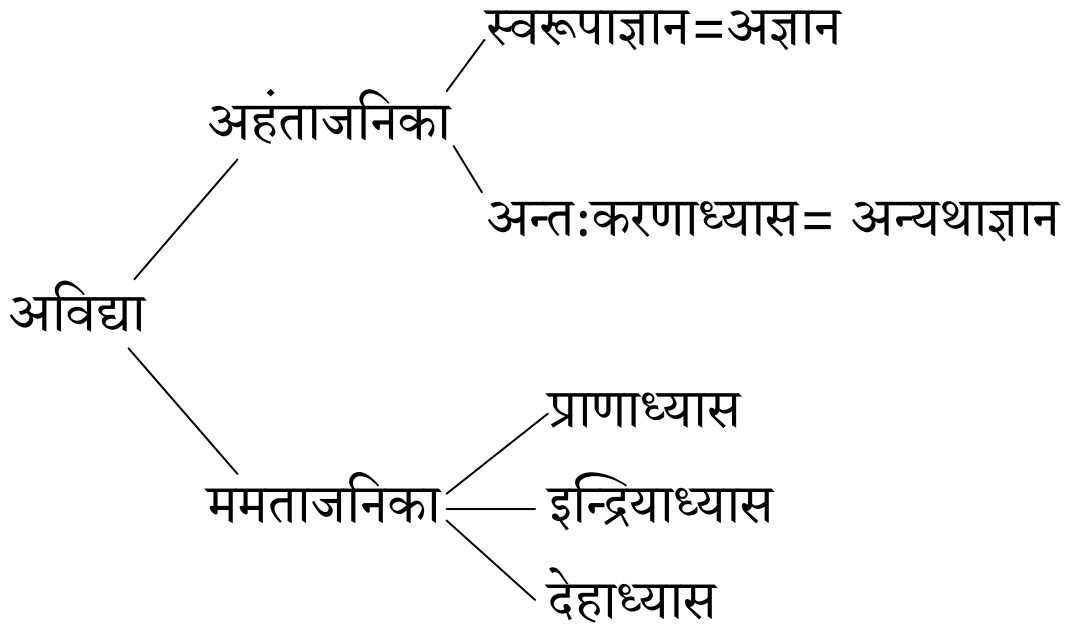 स्वरूपाज्ञान=अज्ञान
अहंताजनिका
अन्त:करणाध्यास= अन्यथाज्ञान
अविद्या
प्राणाध्यास
ममताजनिका
इन्द्रियाध्यास
देहाध्यास